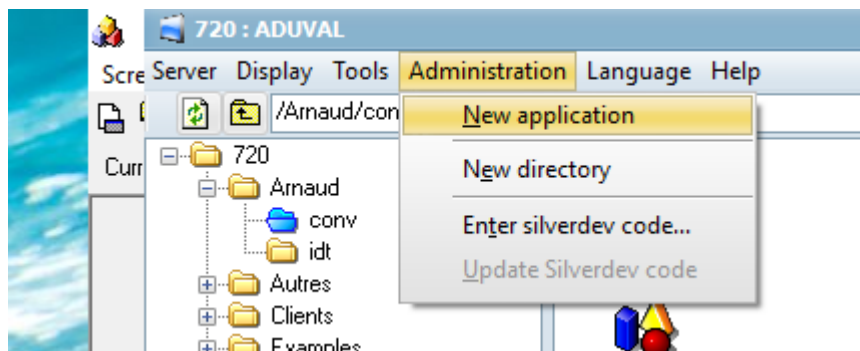 720 : ADUVAL
Scre
Server Display Tools Administration Language Help
/Arnaud/con
New application
Curr
720
Arnaud
New directory
conv
Enter silverdev code...
idt
Update Silverdev code
Autres
Clients
Examples